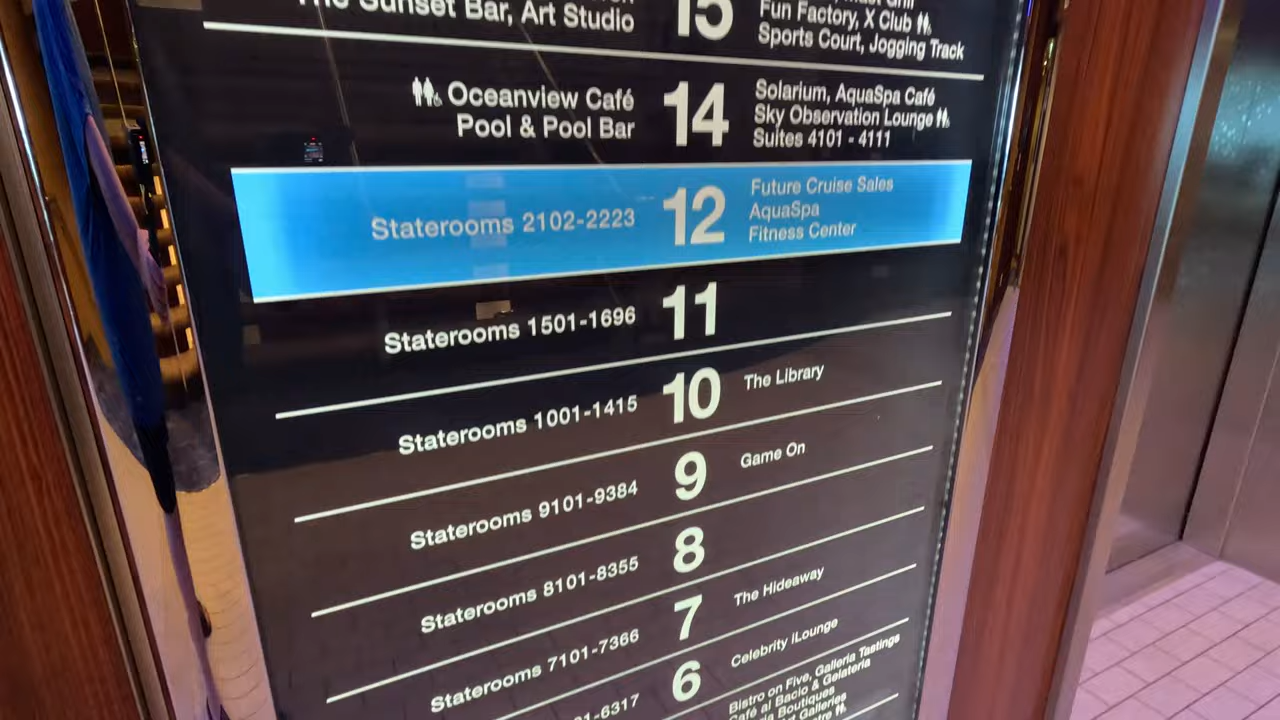 The Sunset Bar, Art Studio
15
Fun Factory, X Club
Sports Court, Jogging Track
Oceanview Café
Pool & Pool Bar
14
Solarium, AquaSpa Café
Sky Observation Lounge
Suites 4101 - 4111
Staterooms 2102-2223
12
Future Cruise Sales
AquaSpa
Fitness Center
Staterooms 1501-1696
11
Staterooms 1001-1415
10
The Library
Staterooms 9101-9384
9
Game On
Staterooms 8101-8355
8
Staterooms 7101-7366
7
The Hideaway
-6317
6
Celebrity iLounge
Bistro on Five, Galleria Tastings
Café al Bacio & Gelateria
Boutiques
Galleries